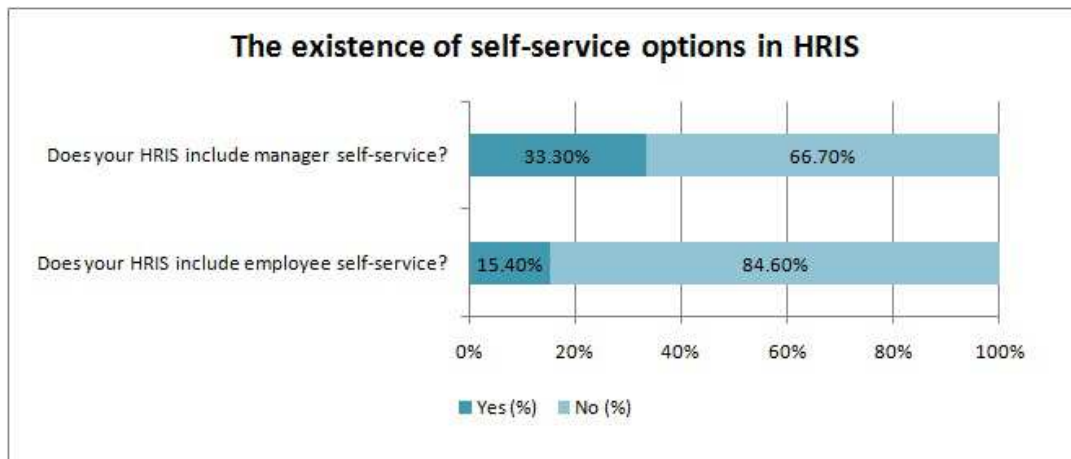 The existence of self-service options in HRIS
Does your HRIS include manager self-service?
33.30%
66.70%
Does your HRIS include employee self-service?
15.40%
84.60%
0%
20%
40%
60%
80%
100%
Yes (%)
No (%)